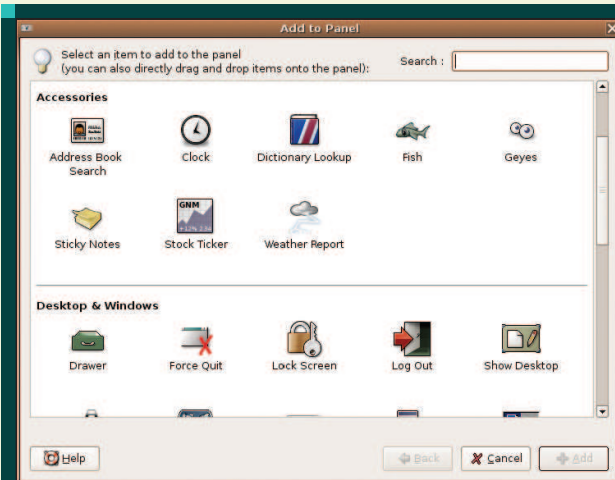 Add to Panel
Select an item to add to the panel
(you can also directly drag and drop items onto the panel):
Search :
Accessories
Address Book
Search
Clock
Dictionary Lookup
Fish
Geyes
GNM
Sticky Notes
Stock Ticker
Weather Report
Desktop & Windows
Drawer
Force Quit
Lock Screen
Log Out
Show Desktop
Help
Back
Cancel
Add